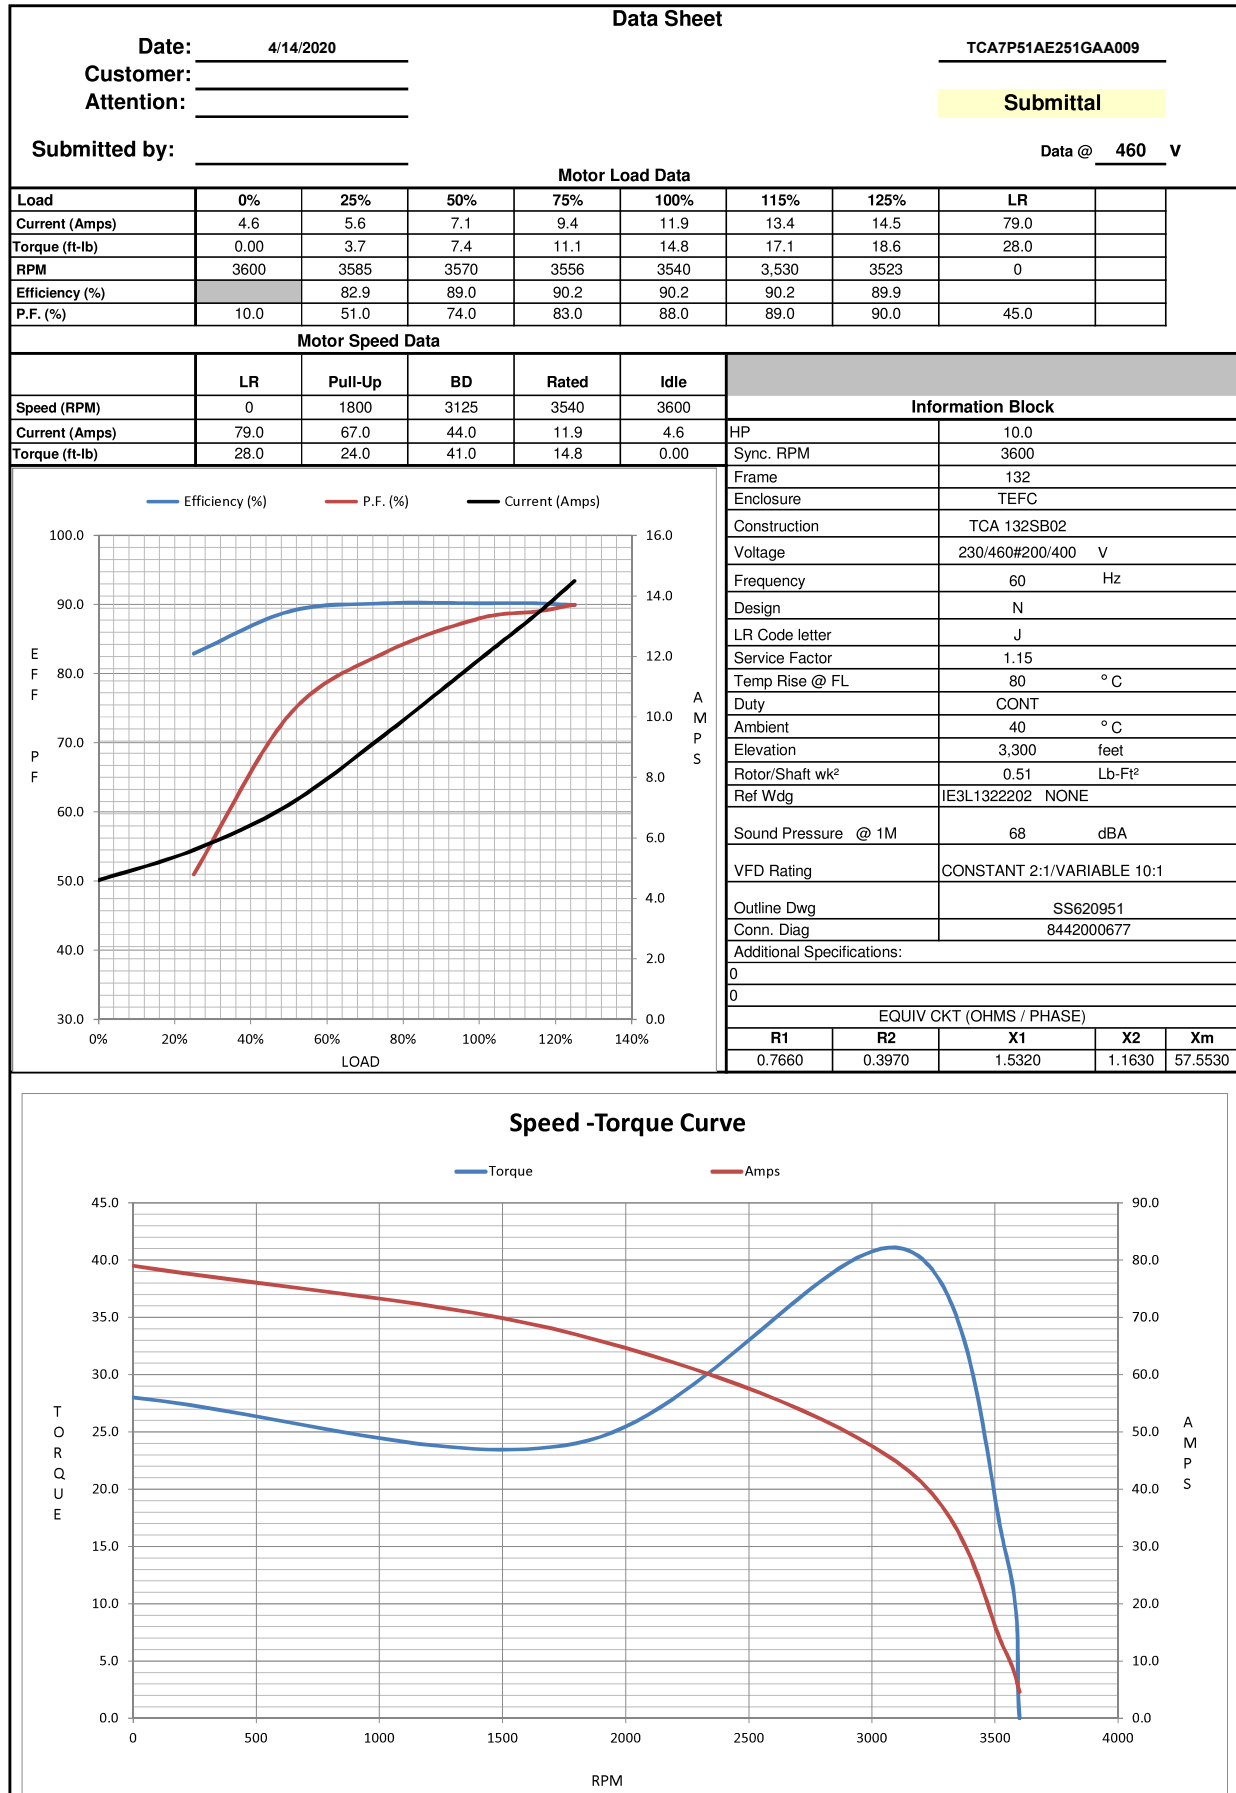 Data Sheet
Date: 4/14/2020 TCA7P51AE251GAA009
Customer:
Attention: Submittal
Submitted by: Data @ 460 V
Motor Load Data
Load 0% 25% 50% 75% 100% 115% 125% LR
Current (Amps) 4.6 5.6 7.1 9.4 11.9 13.4 14.5 79.0
Torque (ft-lb) 0.00 3.7 7.4 11.1 14.8 17.1 18.6 28.0
RPM 3600 3585 3570 3556 3540 3,530 3523 0
Efficiency (%) 82.9 89.0 90.2 90.2 90.2 89.9
P.F. (%) 10.0 51.0 74.0 83.0 88.0 89.0 90.0 45.0
Motor Speed Data
LR Pull-Up BD Rated Idle
Speed (RPM) 0 1800 3125 3540 3600
Current (Amps) 79.0 67.0 44.0 11.9 4.6
Torque (ft-lb) 28.0 24.0 41.0 14.8 0.00
Information Block
HP 10.0
Sync. RPM 3600
Frame 132
Enclosure TEFC
Construction TCA 132SB02
Voltage 230/460#200/400 V
Frequency 60 Hz
Design N
LR Code letter J
Service Factor 1.15
Temp Rise @ FL 80 ° C
Duty CONT
Ambient 40 ° C
Elevation 3,300 feet
Rotor/Shaft wk² 0.51 Lb-Ft²
Ref Wdg IE3L1322202 NONE
Sound Pressure @ 1M 68 dBA
VFD Rating CONSTANT 2:1/VARIABLE 10:1
Outline Dwg SS620951
Conn. Diag 8442000677
Additional Specifications:
0
0
EQUIV CKT (OHMS / PHASE)
R1 R2 X1 X2 Xm
0.7660 0.3970 1.5320 1.1630 57.5530
Efficiency (%) P.F. (%) Current (Amps)
100.0
90.0
80.0
70.0
60.0
50.0
40.0
30.0
EFF PF
16.0
14.0
12.0
10.0
8.0
6.0
4.0
2.0
0.0
AMPS
0% 20% 40% 60% 80% 100% 120% 140%
LOAD
Speed -Torque Curve
Torque Amps
45.0
40.0
35.0
30.0
25.0
20.0
15.0
10.0
5.0
0.0
TORQUE
90.0
80.0
70.0
60.0
50.0
40.0
30.0
20.0
10.0
0.0
AMPS
0 500 1000 1500 2000 2500 3000 3500 4000
RPM